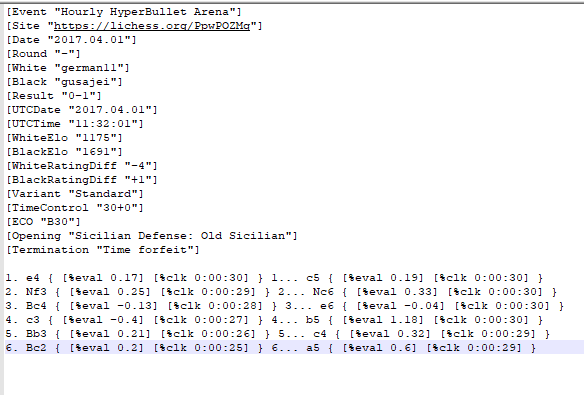 [Event "Hourly HyperBullet Arena"]
[Site "https://lichess.org/PpwPOZMq"]
[Date "2017.04.01"]
[Round "-"]
[White "german11"]
[Black "gusajei"]
[Result "0-1"]
[UTCDate "2017.04.01"]
[UTCTime "11:32:01"]
[WhiteElo "1175"]
[BlackElo "1691"]
[WhiteRatingDiff "-4"]
[BlackRatingDiff "+1"]
[Variant "Standard"]
[TimeControl "30+0"]
[ECO "B30"]
[Opening "Sicilian Defense: Old Sicilian"]
[Termination "Time forfeit"]

1. e4 { [%eval 0.17] [%clk 0:00:30] } 1... c5 { [%eval 0.19] [%clk 0:00:30] }
2. Nf3 { [%eval 0.25] [%clk 0:00:29] } 2... Nc6 { [%eval 0.33] [%clk 0:00:30] }
3. Bc4 { [%eval -0.13] [%clk 0:00:28] } 3... e6 { [%eval -0.04] [%clk 0:00:30] }
4. c3 { [%eval -0.4] [%clk 0:00:27] } 4... b5 { [%eval 1.18] [%clk 0:00:30] }
5. Bb3 { [%eval 0.21] [%clk 0:00:26] } 5... c4 { [%eval 0.32] [%clk 0:00:29] }
6. Bc2 { [%eval 0.2] [%clk 0:00:25] } 6... a5 { [%eval 0.6] [%clk 0:00:29] }